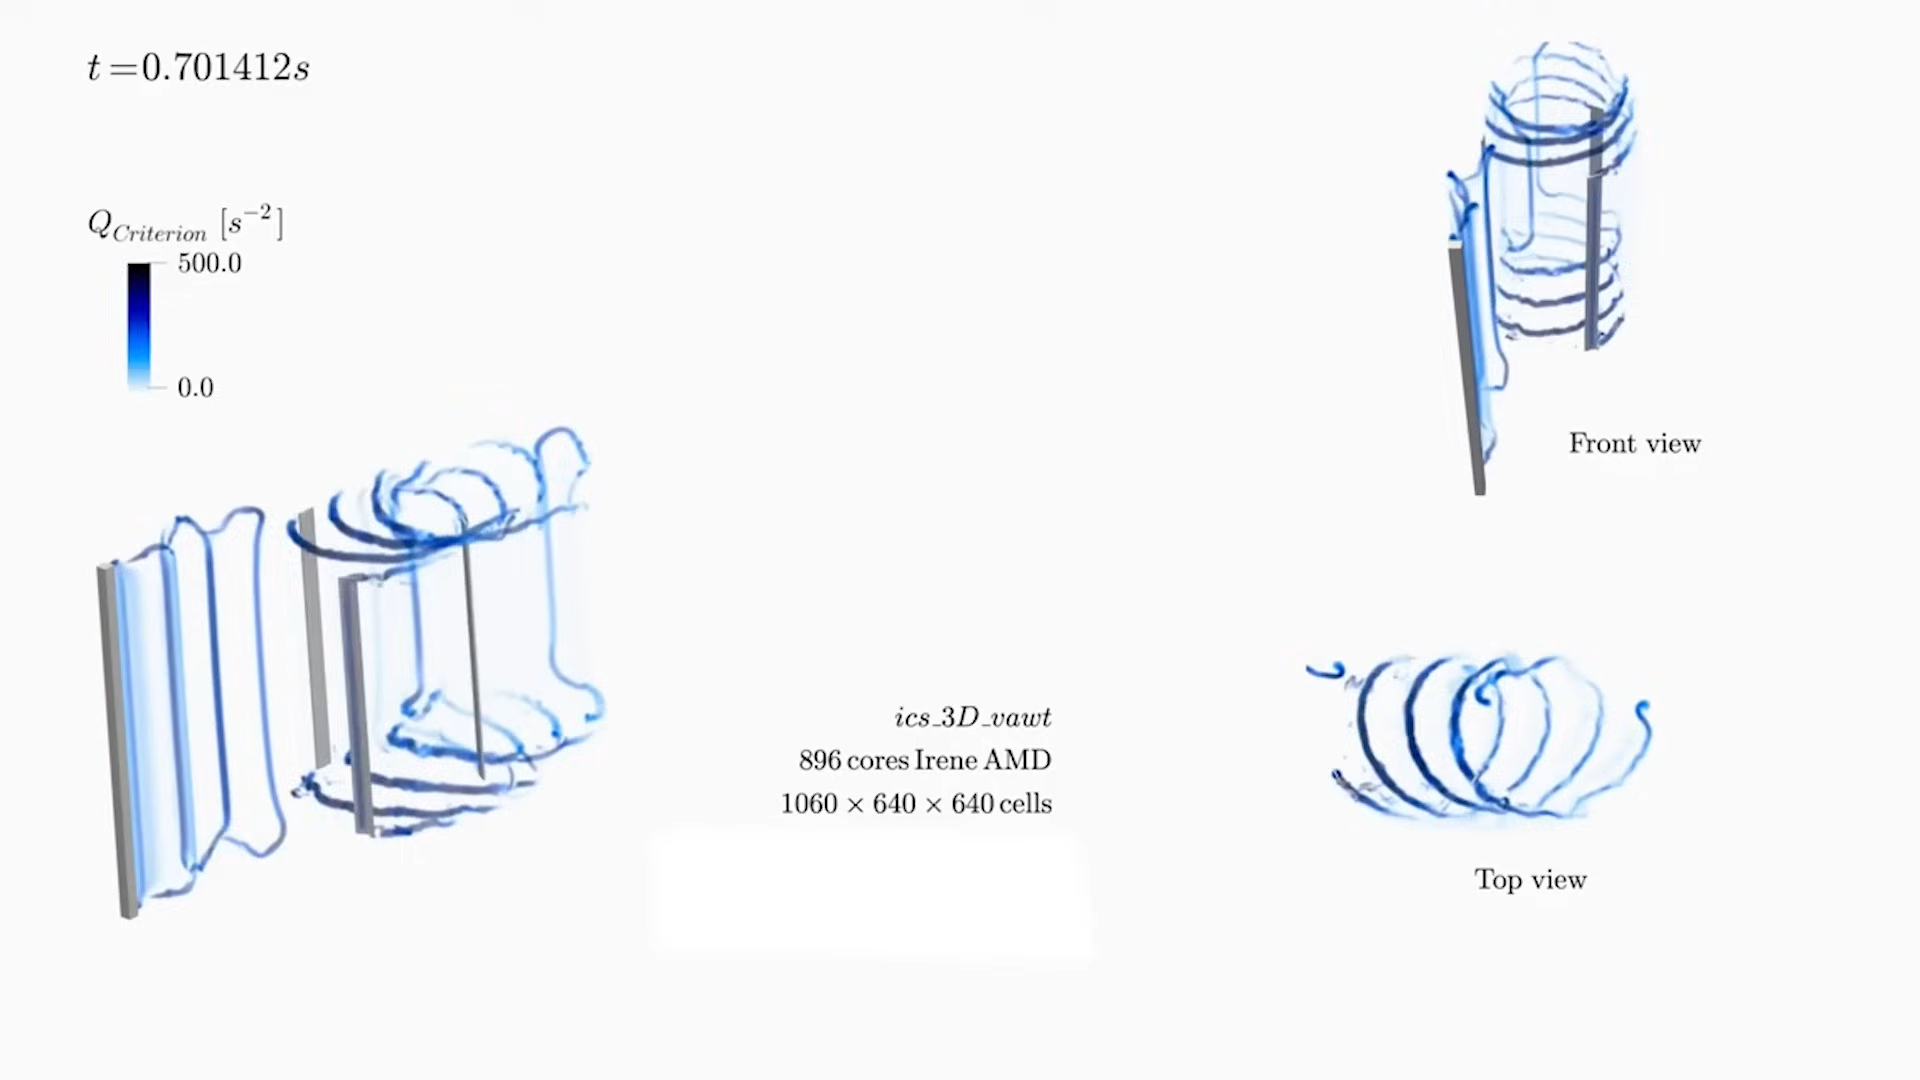 t=0.701412s
Q_Criterion [s⁻²]
500.0
0.0
Front view
ics_3D_vawt
896 cores Irene AMD
1060 × 640 × 640 cells
Top view